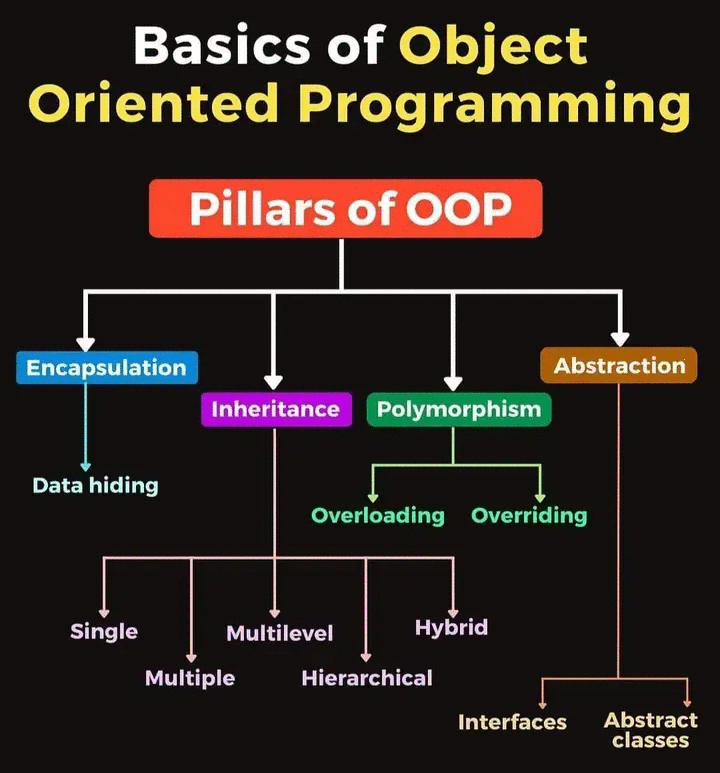 Basics of Object
Oriented Programming
Pillars of OOP
Encapsulation
Inheritance
Polymorphism
Abstraction
Data hiding
Overloading
Overriding
Single
Multiple
Multilevel
Hierarchical
Hybrid
Interfaces
Abstract
classes